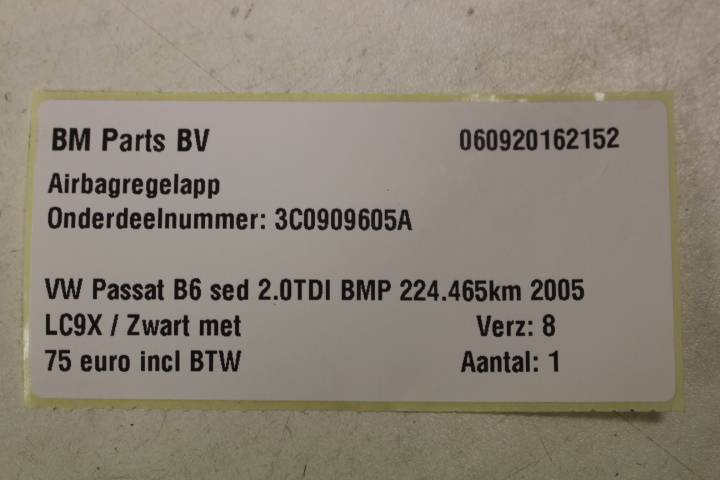 BM Parts BV 060920162152
Airbagregelapp
Onderdeelnummer: 3C0909605A
VW Passat B6 sed 2.0TDI BMP 224.465km 2005
LC9X / Zwart met Verz: 8
75 euro incl BTW Aantal: 1